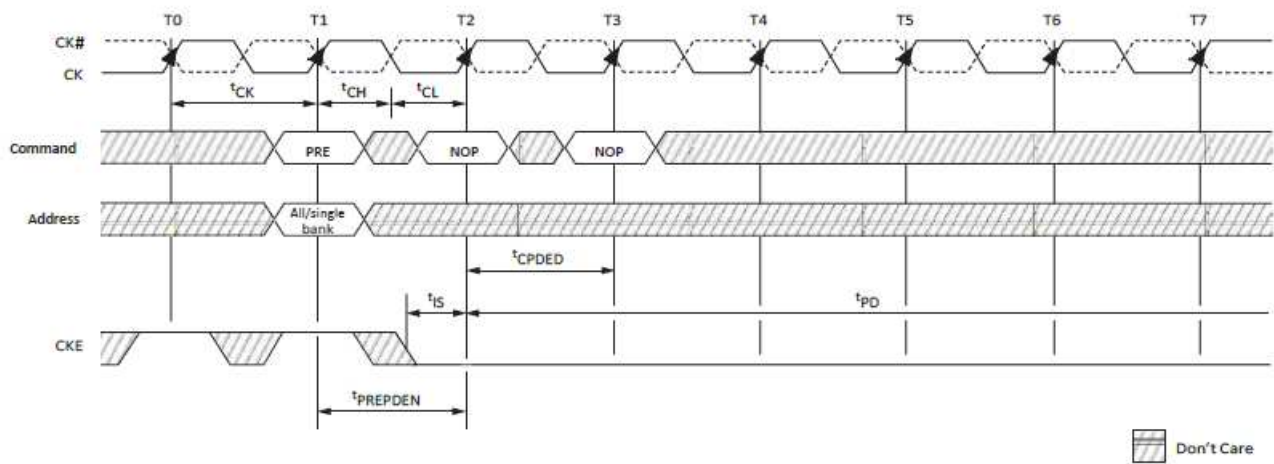 T0 T1 T2 T3 T4 T5 T6 T7
CK#
CK
tCK tCH tCL
Command PRE NOP NOP
Address All/single
bank
tCPDED
tIS tPD
CKE
tPREPDEN
Don't Care